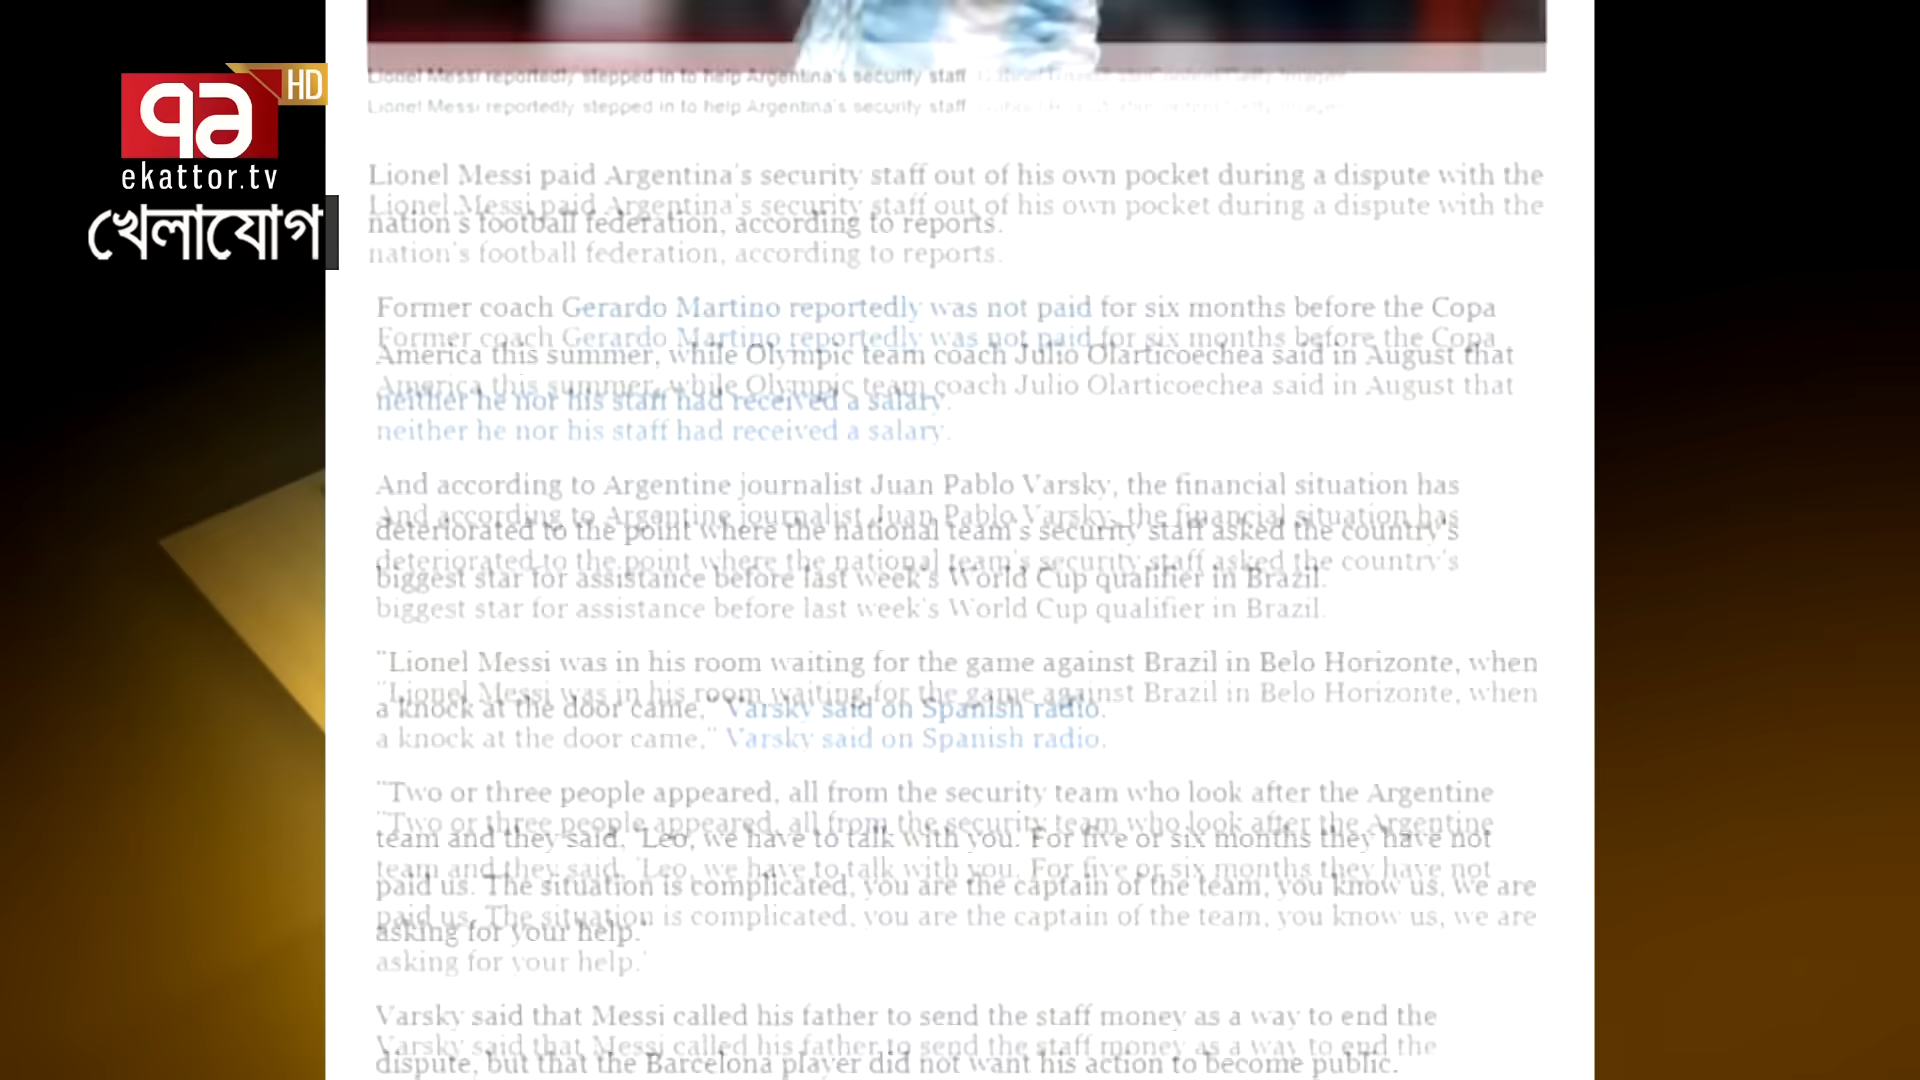 HD
৭১
ekattor.tv
খেলাযোগ
Lionel Messi reportedly stepped in to help Argentina's security staff
Lionel Messi paid Argentina's security staff out of his own pocket during a dispute with the
nation's football federation, according to reports.
Former coach Gerardo Martino reportedly was not paid for six months before the Copa
America this summer, while Olympic team coach Julio Olarticoechea said in August that
neither he nor his staff had received a salary.
And according to Argentine journalist Juan Pablo Varsky, the financial situation has
deteriorated to the point where the national team's security staff asked the country's
biggest star for assistance before last week's World Cup qualifier in Brazil.
"Lionel Messi was in his room waiting for the game against Brazil in Belo Horizonte, when
a knock at the door came," Varsky said on Spanish radio.
"Two or three people appeared, all from the security team who look after the Argentine
team and they said, 'Leo, we have to talk with you. For five or six months they have not
paid us. The situation is complicated, you are the captain of the team, you know us, we are
asking for your help.'
Varsky said that Messi called his father to send the staff money as a way to end the
dispute, but that the Barcelona player did not want his action to become public.